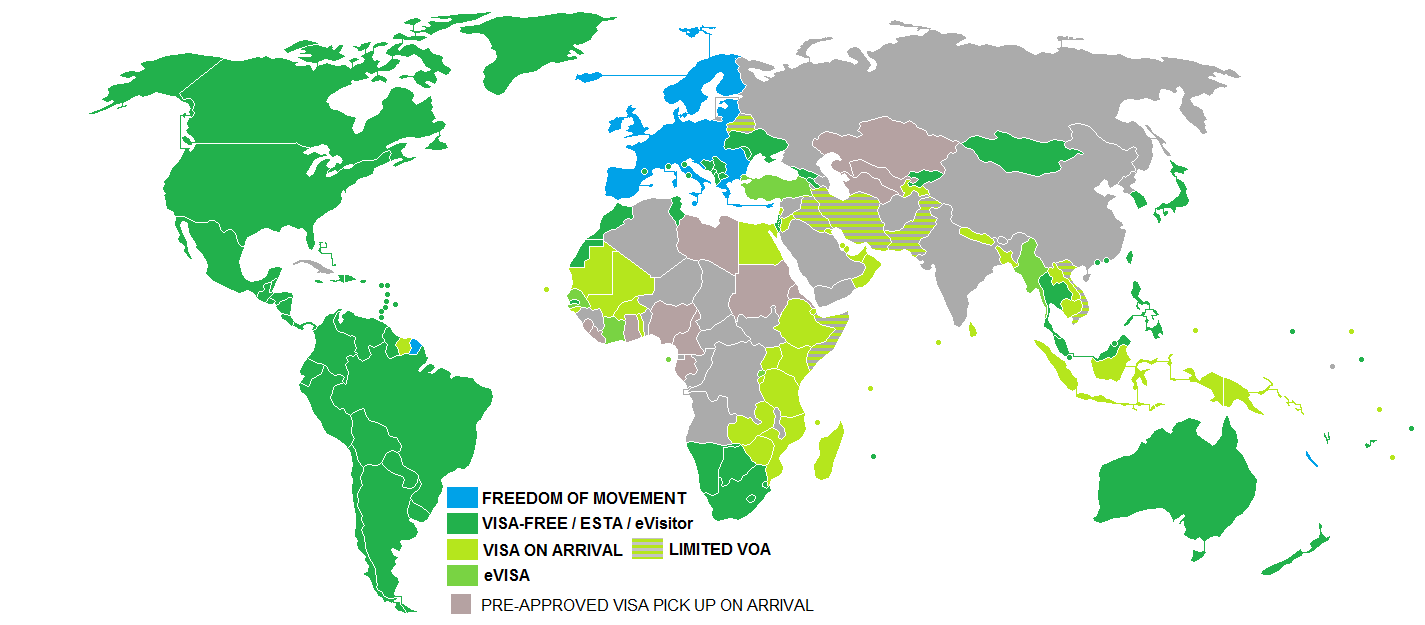 FREEDOM OF MOVEMENT
VISA-FREE / ESTA / eVisitor
VISA ON ARRIVAL LIMITED VOA
eVISA
PRE-APPROVED VISA PICK UP ON ARRIVAL